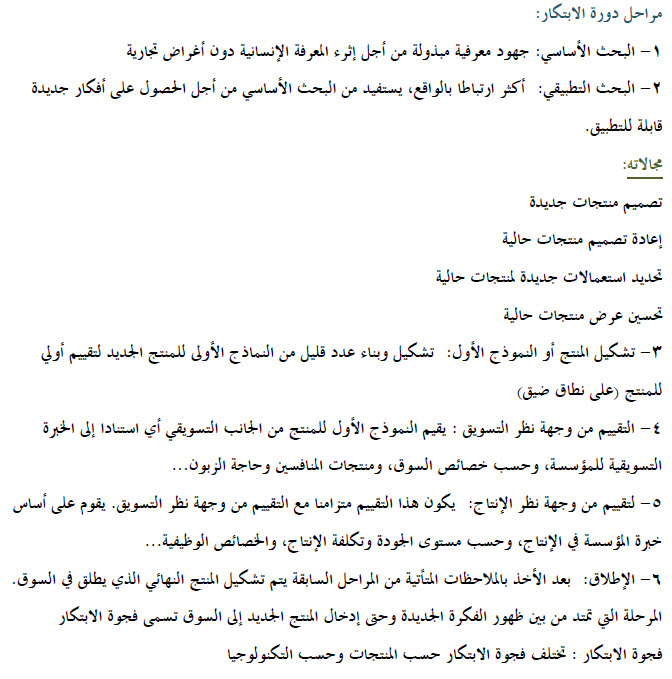 مراحل دورة الابتكار:
١- البحث الأساسي: جهود معرفية مبذولة من أجل إثرء المعرفة الإنسانية دون أغراض تجارية
٢- البحث التطبيقي: أكثر ارتباطا بالواقع، يستفيد من البحث الأساسي من أجل الحصول على أفكار جديدة
قابلة للتطبيق.
مجالاته:
تصميم منتجات جديدة
إعادة تصميم منتجات حالية
تحديد استعمالات جديدة لمنتجات حالية
تحسين عرض منتجات حالية
٣- تشكيل المنتج أو النموذج الأول: تشكيل وبناء عدد قليل من النماذج الأولى للمنتج الجديد لتقييم أولي
للمنتج (على نطاق ضيق)
٤- التقييم من وجهة نظر التسويق : يقيم النموذج الأول للمنتج من الجانب التسويقي أي استنادا إلى الخبرة
التسويقية للمؤسسة، وحسب خصائص السوق، ومنتجات المنافسين وحاجة الزبون...
٥- لتقييم من وجهة نظر الإنتاج: يكون هذا التقييم متزامنا مع التقييم من وجهة نظر التسويق. يقوم على أساس
خبرة المؤسسة في الإنتاج، وحسب مستوى الجودة وتكلفة الإنتاج، والخصائص الوظيفية...
٦- الإطلاق: بعد الأخذ بالملاحظات المتأتية من المراحل السابقة يتم تشكيل المنتج النهائي الذي يطلق في السوق.
المرحلة التي تمتد من بين ظهور الفكرة الجديدة وحتى إدخال المنتج الجديد إلى السوق تسمى فجوة الابتكار
فجوة الابتكار : تختلف فجوة الابتكار حسب المنتجات وحسب التكنولوجيا